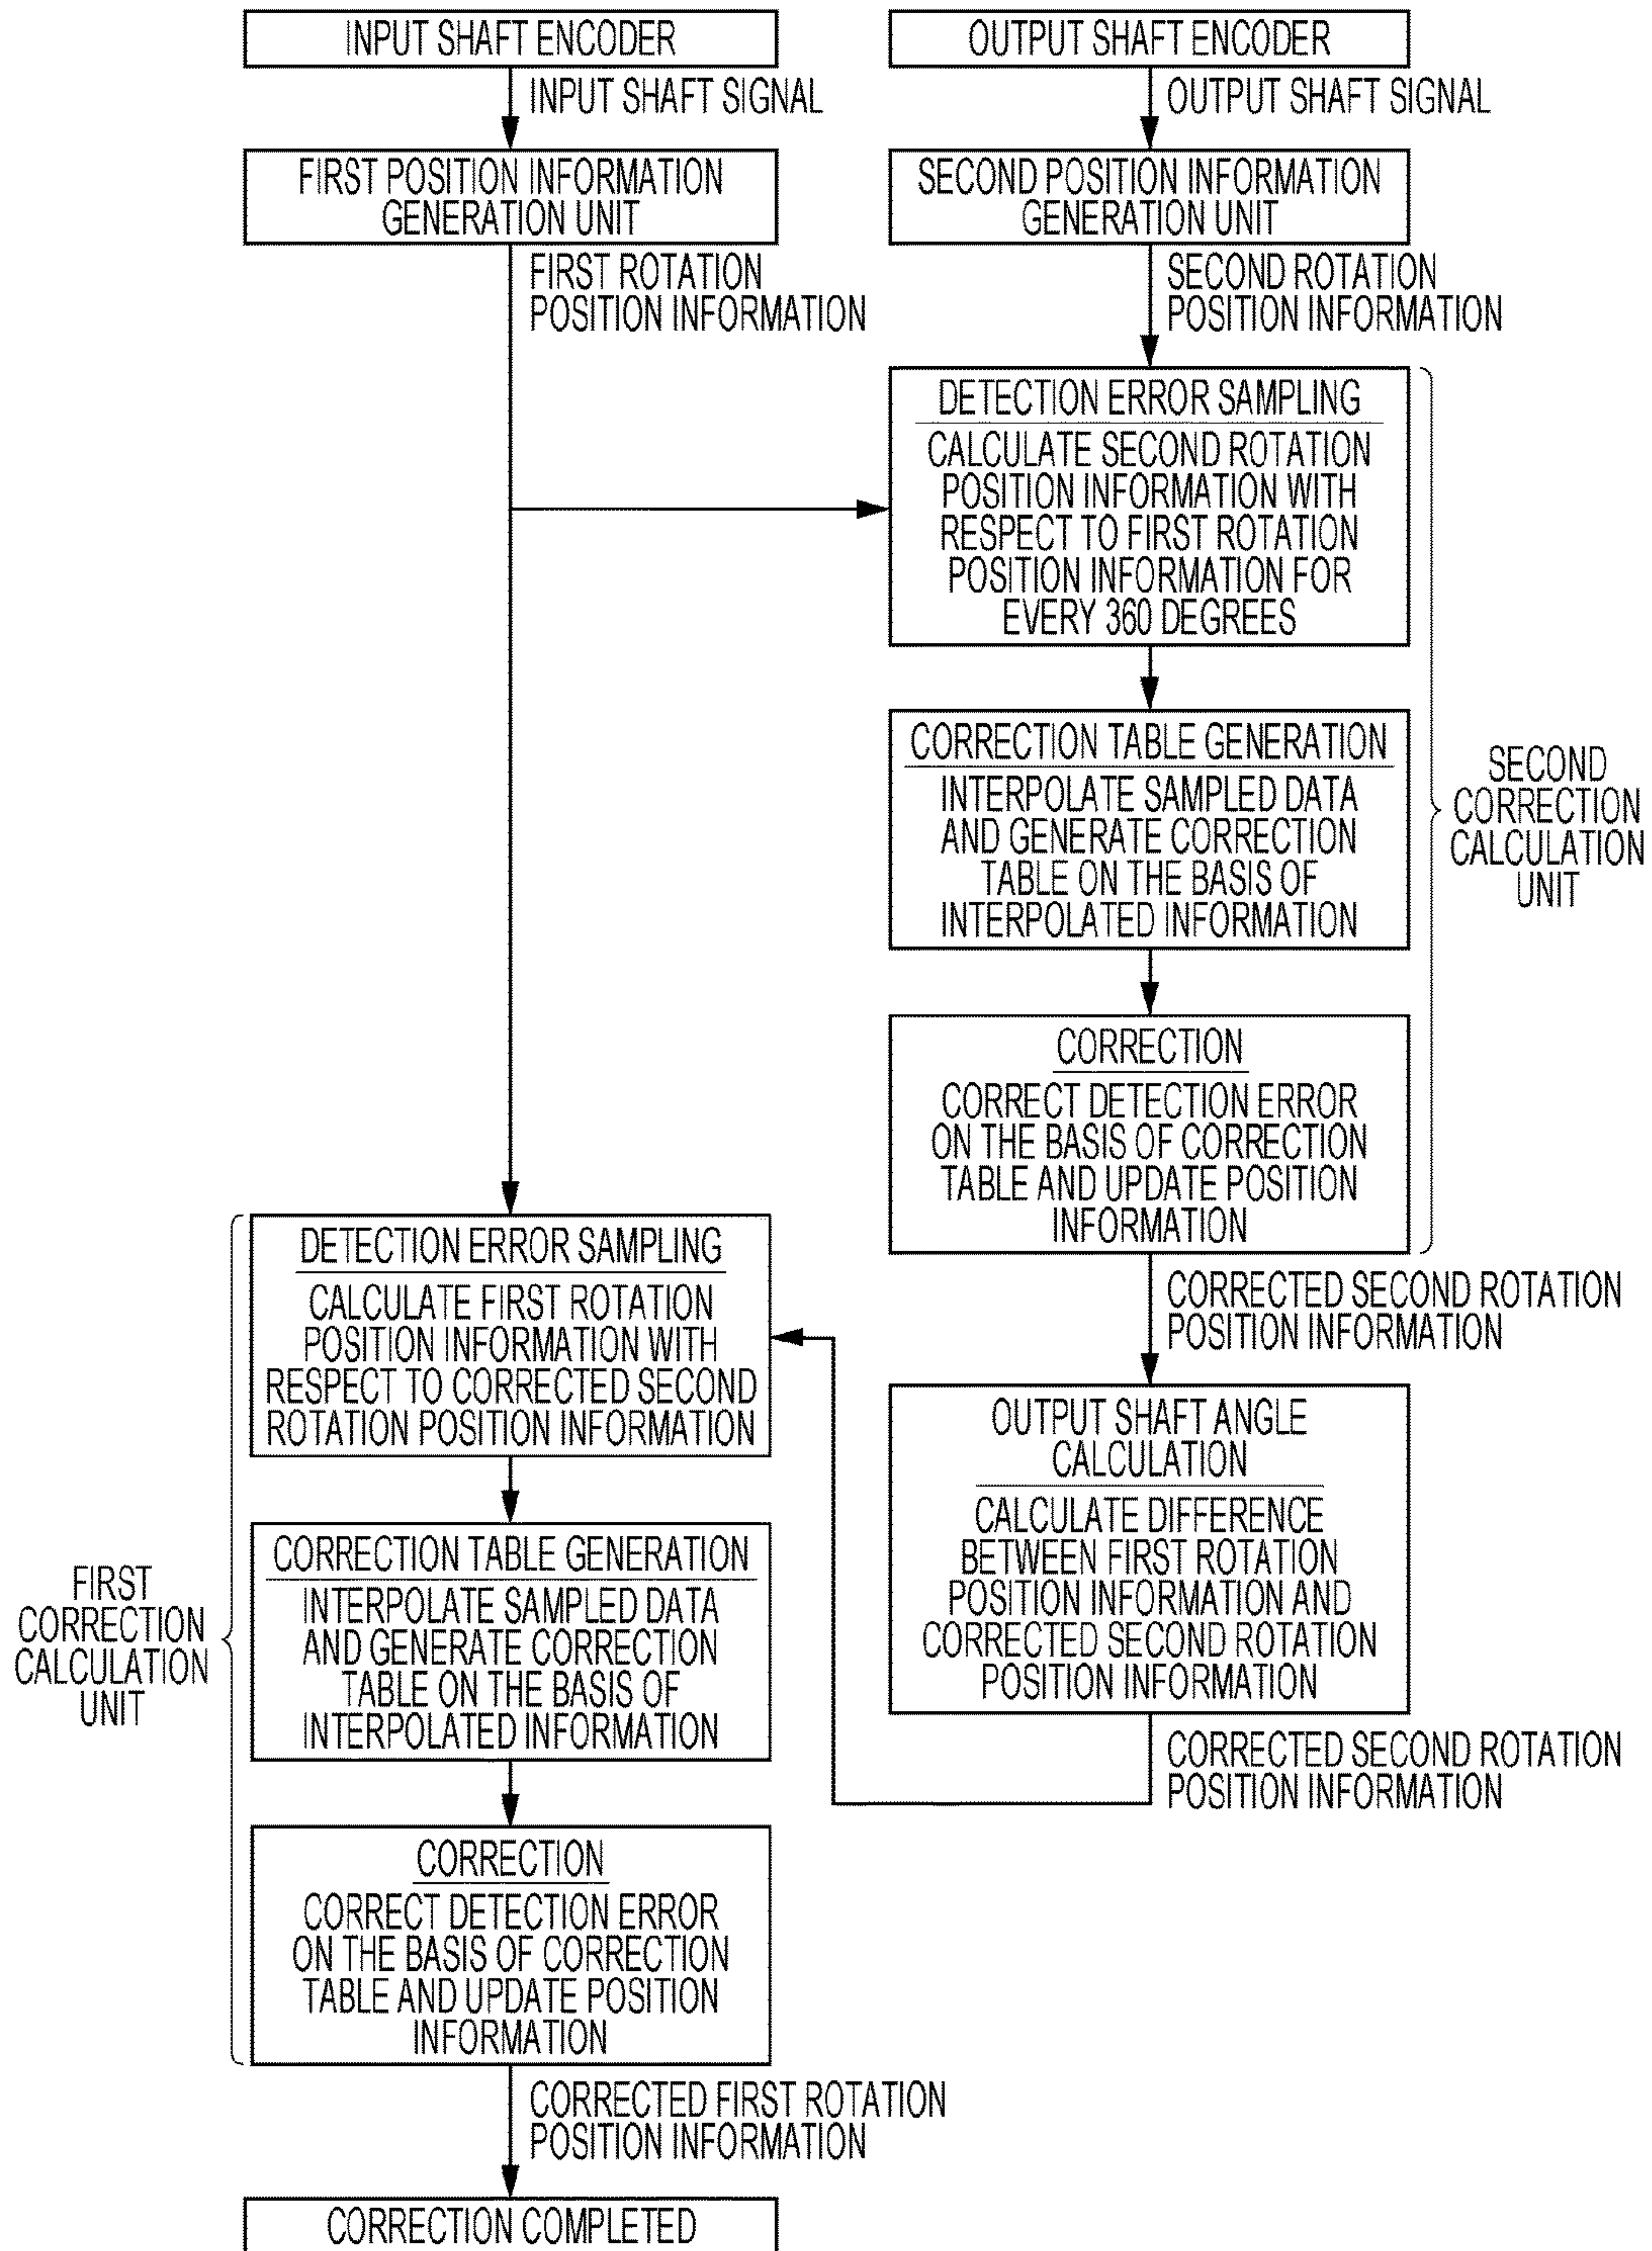 INPUT SHAFT ENCODER
OUTPUT SHAFT ENCODER
INPUT SHAFT SIGNAL
OUTPUT SHAFT SIGNAL
FIRST POSITION INFORMATION
GENERATION UNIT
SECOND POSITION INFORMATION
GENERATION UNIT
FIRST ROTATION
POSITION INFORMATION
SECOND ROTATION
POSITION INFORMATION
DETECTION ERROR SAMPLING
CALCULATE SECOND ROTATION
POSITION INFORMATION WITH
RESPECT TO FIRST ROTATION
POSITION INFORMATION FOR
EVERY 360 DEGREES
CORRECTION TABLE GENERATION
INTERPOLATE SAMPLED DATA
AND GENERATE CORRECTION
TABLE ON THE BASIS OF
INTERPOLATED INFORMATION
SECOND
CORRECTION
CALCULATION
UNIT
CORRECTION
CORRECT DETECTION ERROR
ON THE BASIS OF CORRECTION
TABLE AND UPDATE POSITION
INFORMATION
CORRECTED SECOND ROTATION
POSITION INFORMATION
OUTPUT SHAFT ANGLE
CALCULATION
CALCULATE DIFFERENCE
BETWEEN FIRST ROTATION
POSITION INFORMATION AND
CORRECTED SECOND ROTATION
POSITION INFORMATION
CORRECTED SECOND ROTATION
POSITION INFORMATION
DETECTION ERROR SAMPLING
CALCULATE FIRST ROTATION
POSITION INFORMATION WITH
RESPECT TO CORRECTED SECOND
ROTATION POSITION INFORMATION
FIRST
CORRECTION
CALCULATION
UNIT
CORRECTION TABLE GENERATION
INTERPOLATE SAMPLED DATA
AND GENERATE CORRECTION
TABLE ON THE BASIS OF
INTERPOLATED INFORMATION
CORRECTION
CORRECT DETECTION ERROR
ON THE BASIS OF CORRECTION
TABLE AND UPDATE POSITION
INFORMATION
CORRECTED FIRST ROTATION
POSITION INFORMATION
CORRECTION COMPLETED